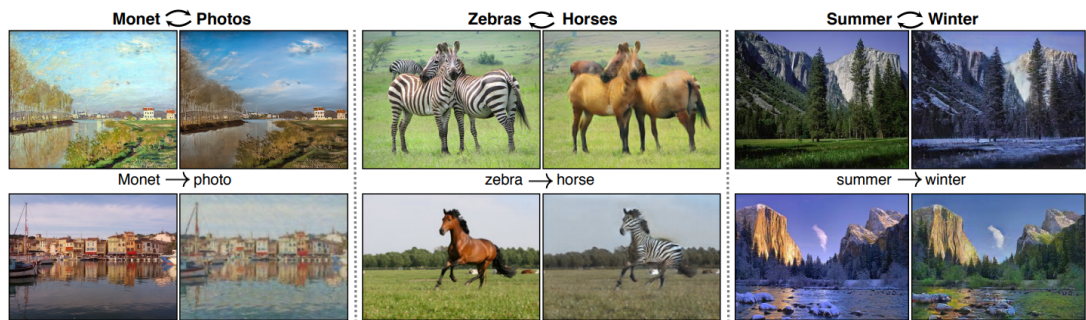 Monet ⇄ Photos
Zebras ⇄ Horses
Summer ⇄ Winter
Monet → photo
zebra → horse
summer → winter